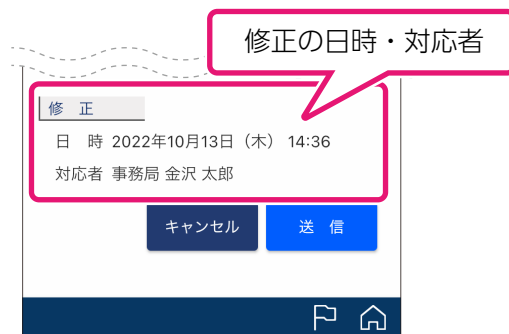 修正の日時・対応者
修 正
日 時 2022年10月13日（木） 14:36
対応者 事務局 金沢 太郎
キャンセル
送 信